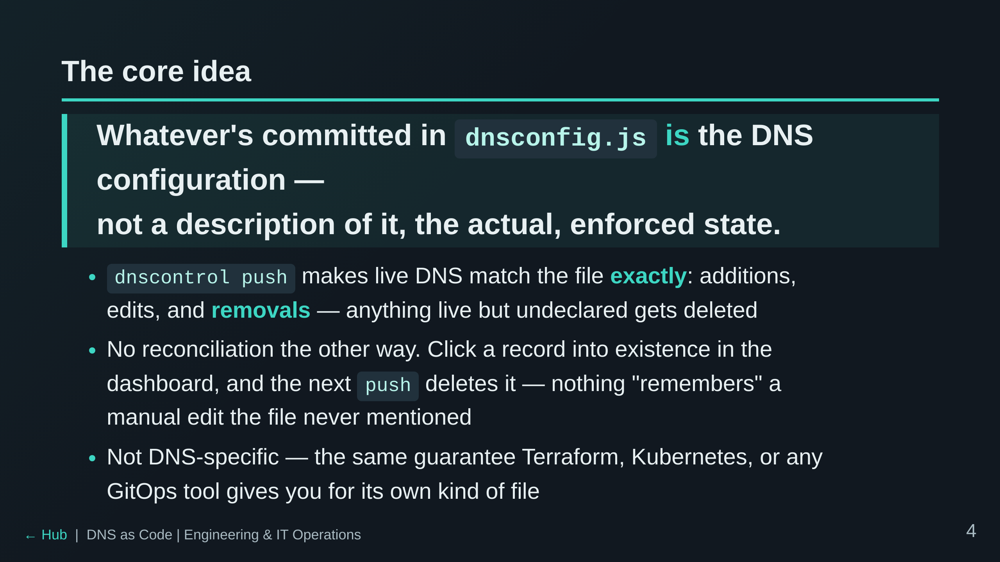 The core idea
Whatever's committed in dnsconfig.js is the DNS
configuration —
not a description of it, the actual, enforced state.
• dnscontrol push makes live DNS match the file exactly: additions,
edits, and removals — anything live but undeclared gets deleted
• No reconciliation the other way. Click a record into existence in the
dashboard, and the next push deletes it — nothing "remembers" a
manual edit the file never mentioned
• Not DNS-specific — the same guarantee Terraform, Kubernetes, or any
GitOps tool gives you for its own kind of file
← Hub | DNS as Code | Engineering & IT Operations
4